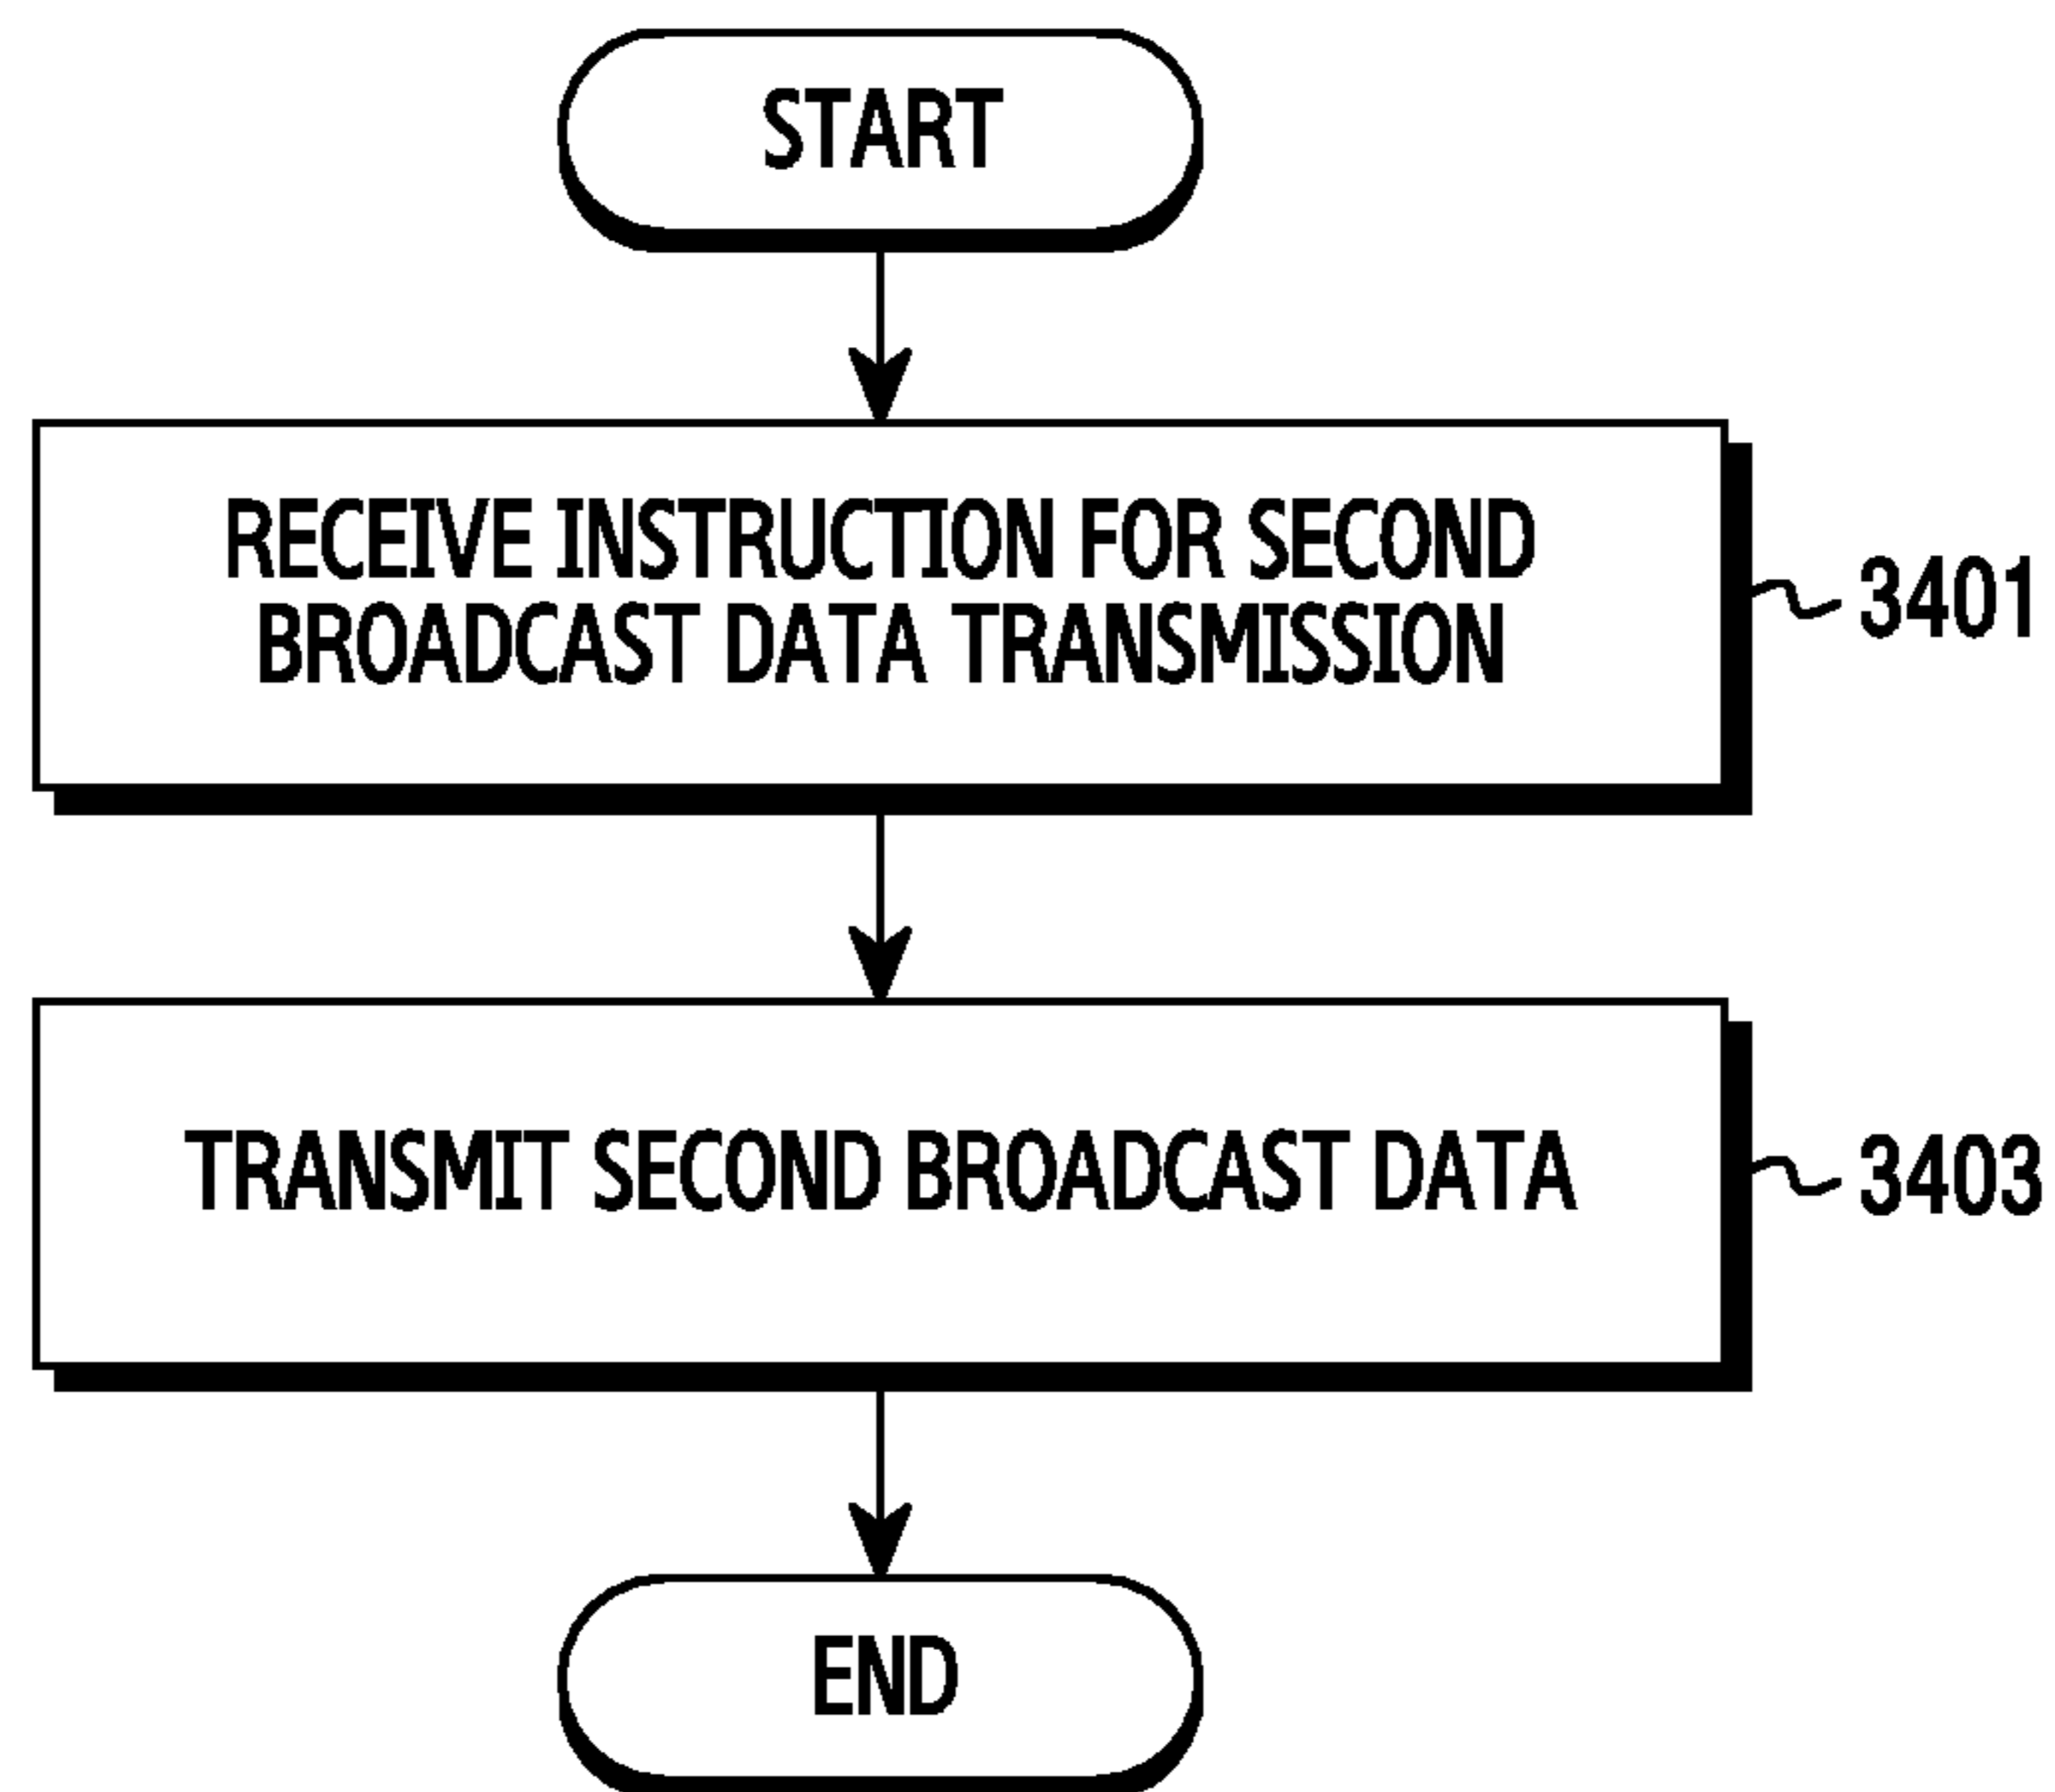 START
RECEIVE INSTRUCTION FOR SECOND
BROADCAST DATA TRANSMISSION
3401
TRANSMIT SECOND BROADCAST DATA
3403
END